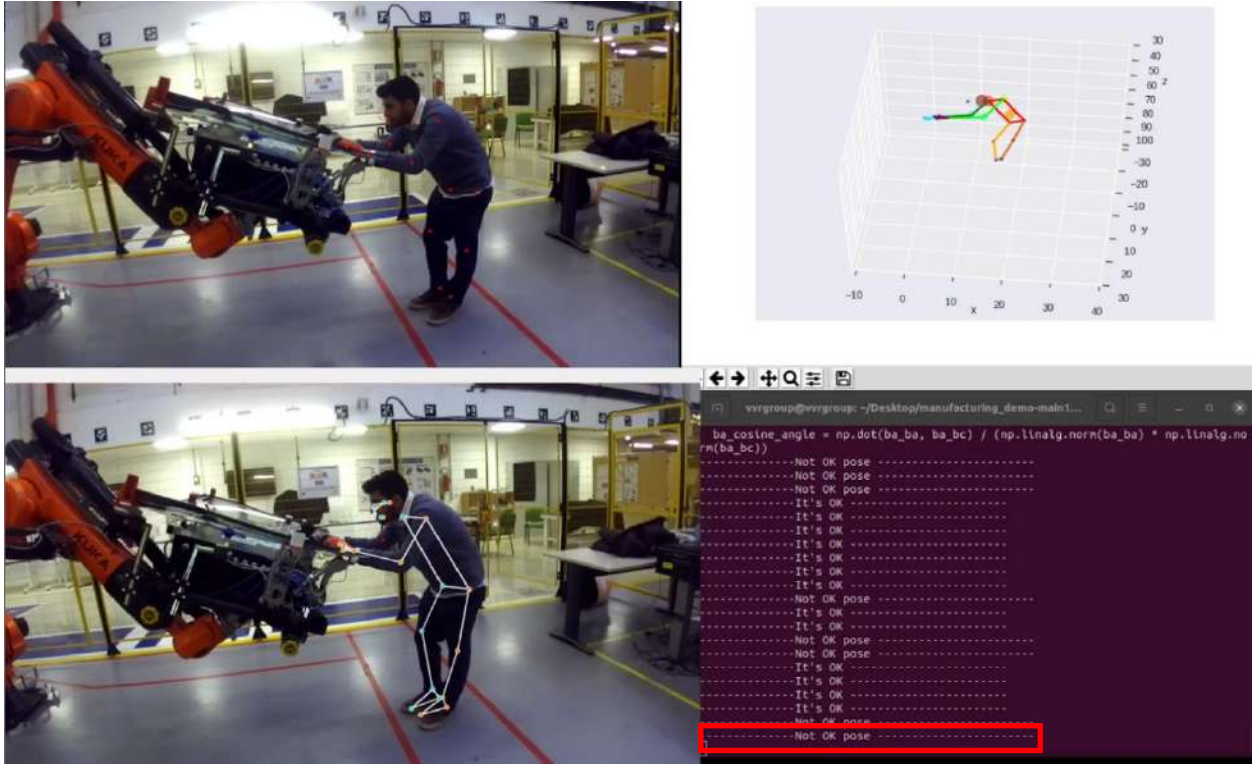 KUKA
30
40
50
z
60
70
80
90
100
-30
-20
-10
0 y
10
20
30
-10
0
10
x
20
30
40
vvrgroup@vvrgroup: ~/Desktop/manufacturing_demo-main1...
ba_cosine_angle = np.dot(ba_ba, ba_bc) / (np.linalg.norm(ba_ba) * np.linalg.no
rm(ba_bc))
-------------Not OK pose -----------------------
-------------Not OK pose -----------------------
-------------Not OK pose -----------------------
-------------It's OK -----------------------
-------------It's OK -----------------------
-------------It's OK -----------------------
-------------It's OK -----------------------
-------------It's OK -----------------------
-------------It's OK -----------------------
-------------It's OK -----------------------
-------------Not OK pose -----------------------
-------------It's OK -----------------------
-------------It's OK -----------------------
-------------Not OK pose -----------------------
-------------Not OK pose -----------------------
-------------It's OK -----------------------
-------------It's OK -----------------------
-------------It's OK -----------------------
-------------It's OK -----------------------
-------------Not OK pose -----------------------
-------------Not OK pose -----------------------
KUKA